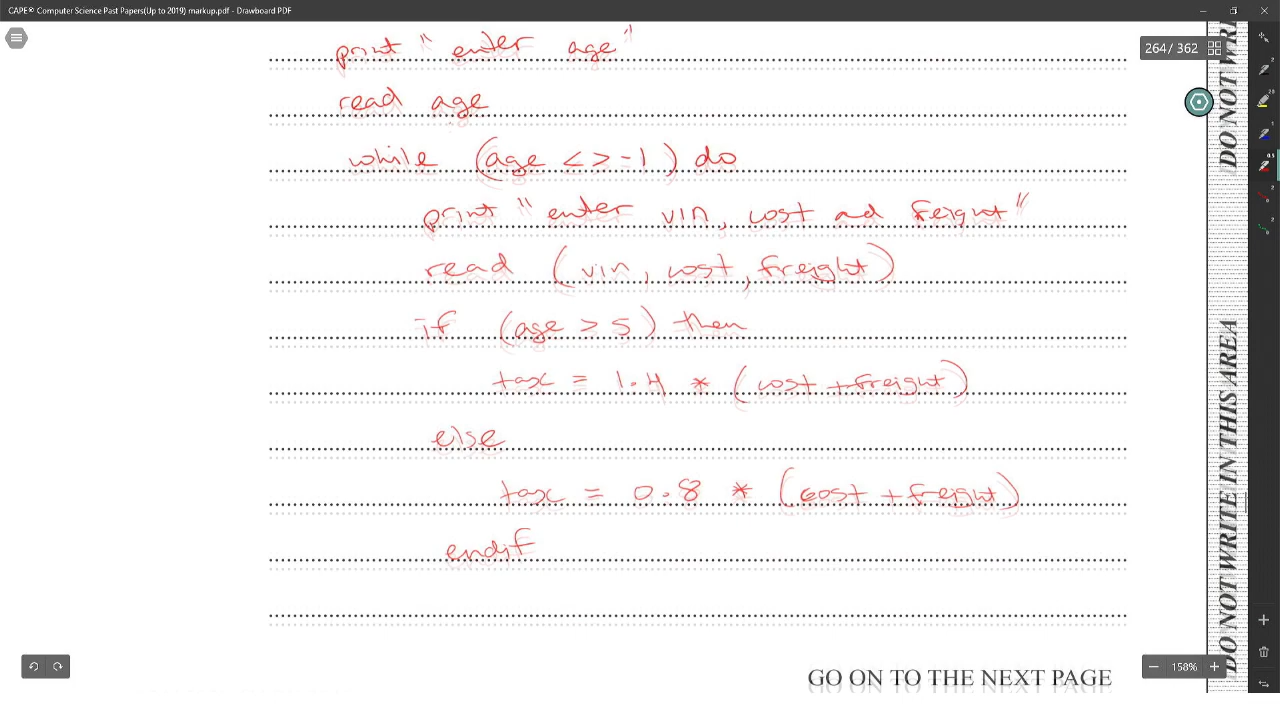 CAPE® Computer Science Past Papers(Up to 2019) markup.pdf - Drawboard PDF
264 / 362
print "enter age"
read age
while (age <> -1) do
print "enter vin, cost and freight"
read (vin, cost, freight)
if (age > 5) then
tax = 1.4 * (cost + freight)
else
tax = 0.8 * (cost + freight)
endif
GO ON TO THE NEXT PAGE
158%
DO NOT WRI
DO NOT WRITE IN THIS AREA